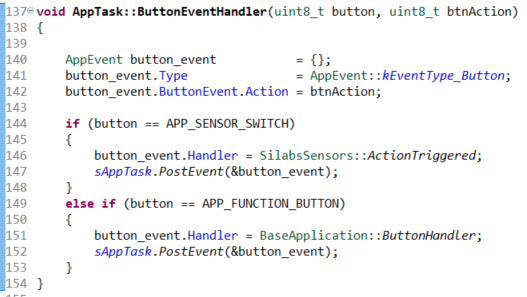 137 void AppTask::ButtonEventHandler(uint8_t button, uint8_t btnAction)
138 {
139
140     AppEvent button_event           = {};
141     button_event.Type               = AppEvent::kEventType_Button;
142     button_event.ButtonEvent.Action = btnAction;
143
144     if (button == APP_SENSOR_SWITCH)
145     {
146         button_event.Handler = SilabsSensors::ActionTriggered;
147         sAppTask.PostEvent(&button_event);
148     }
149     else if (button == APP_FUNCTION_BUTTON)
150     {
151         button_event.Handler = BaseApplication::ButtonHandler;
152         sAppTask.PostEvent(&button_event);
153     }
154 }